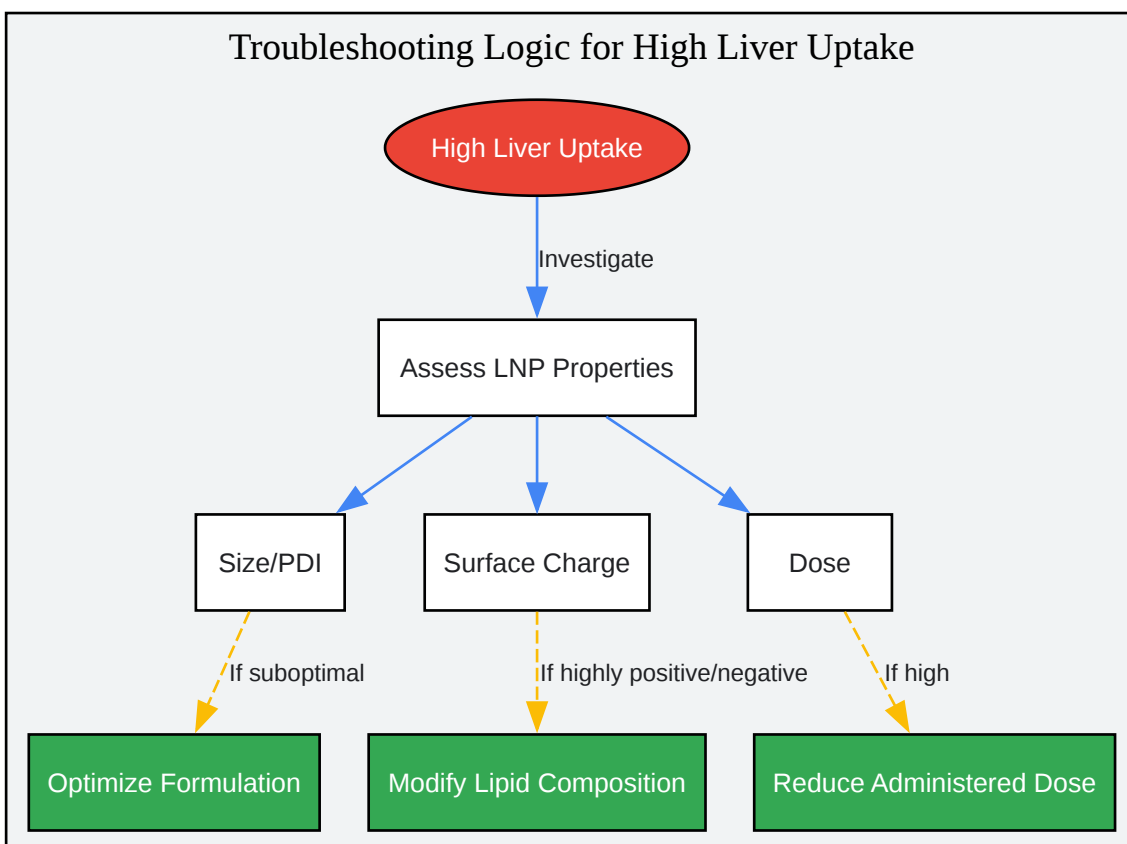 Troubleshooting Logic for High Liver Uptake
High Liver Uptake
Investigate
Assess LNP Properties
Size/PDI
Surface Charge
Dose
If suboptimal
If highly positive/negative
If high
Optimize Formulation
Modify Lipid Composition
Reduce Administered Dose